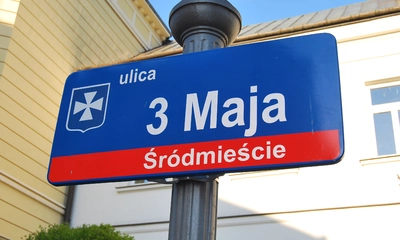 ulica
3 Maja
Śródmieście